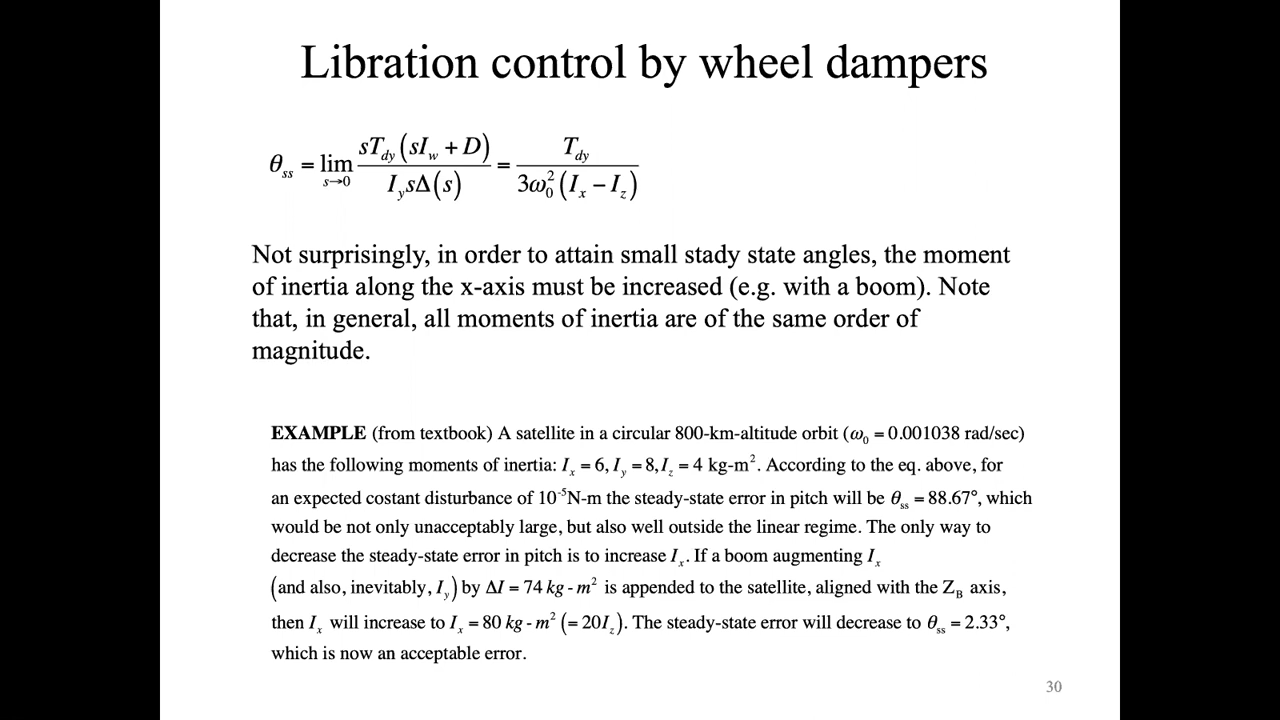 Libration control by wheel dampers
θ_ss = lim_{s→0} sT_dy(sI_w + D) / I_y sΔ(s) = T_dy / 3ω_0^2(I_x − I_z)
Not surprisingly, in order to attain small stady state angles, the moment
of inertia along the x-axis must be increased (e.g. with a boom). Note
that, in general, all moments of inertia are of the same order of
magnitude.
EXAMPLE (from textbook) A satellite in a circular 800-km-altitude orbit (ω_0 = 0.001038 rad/sec)
has the following moments of inertia: I_x = 6, I_y = 8, I_z = 4 kg-m^2. According to the eq. above, for
an expected costant disturbance of 10^-5 N-m the steady-state error in pitch will be θ_ss = 88.67°, which
would be not only unacceptably large, but also well outside the linear regime. The only way to
decrease the steady-state error in pitch is to increase I_x. If a boom augmenting I_x
(and also, inevitably, I_y) by ΔI = 74 kg - m^2 is appended to the satellite, aligned with the Z_B axis,
then I_x will increase to I_x = 80 kg - m^2 (= 20I_z). The steady-state error will decrease to θ_ss = 2.33°,
which is now an acceptable error.
30